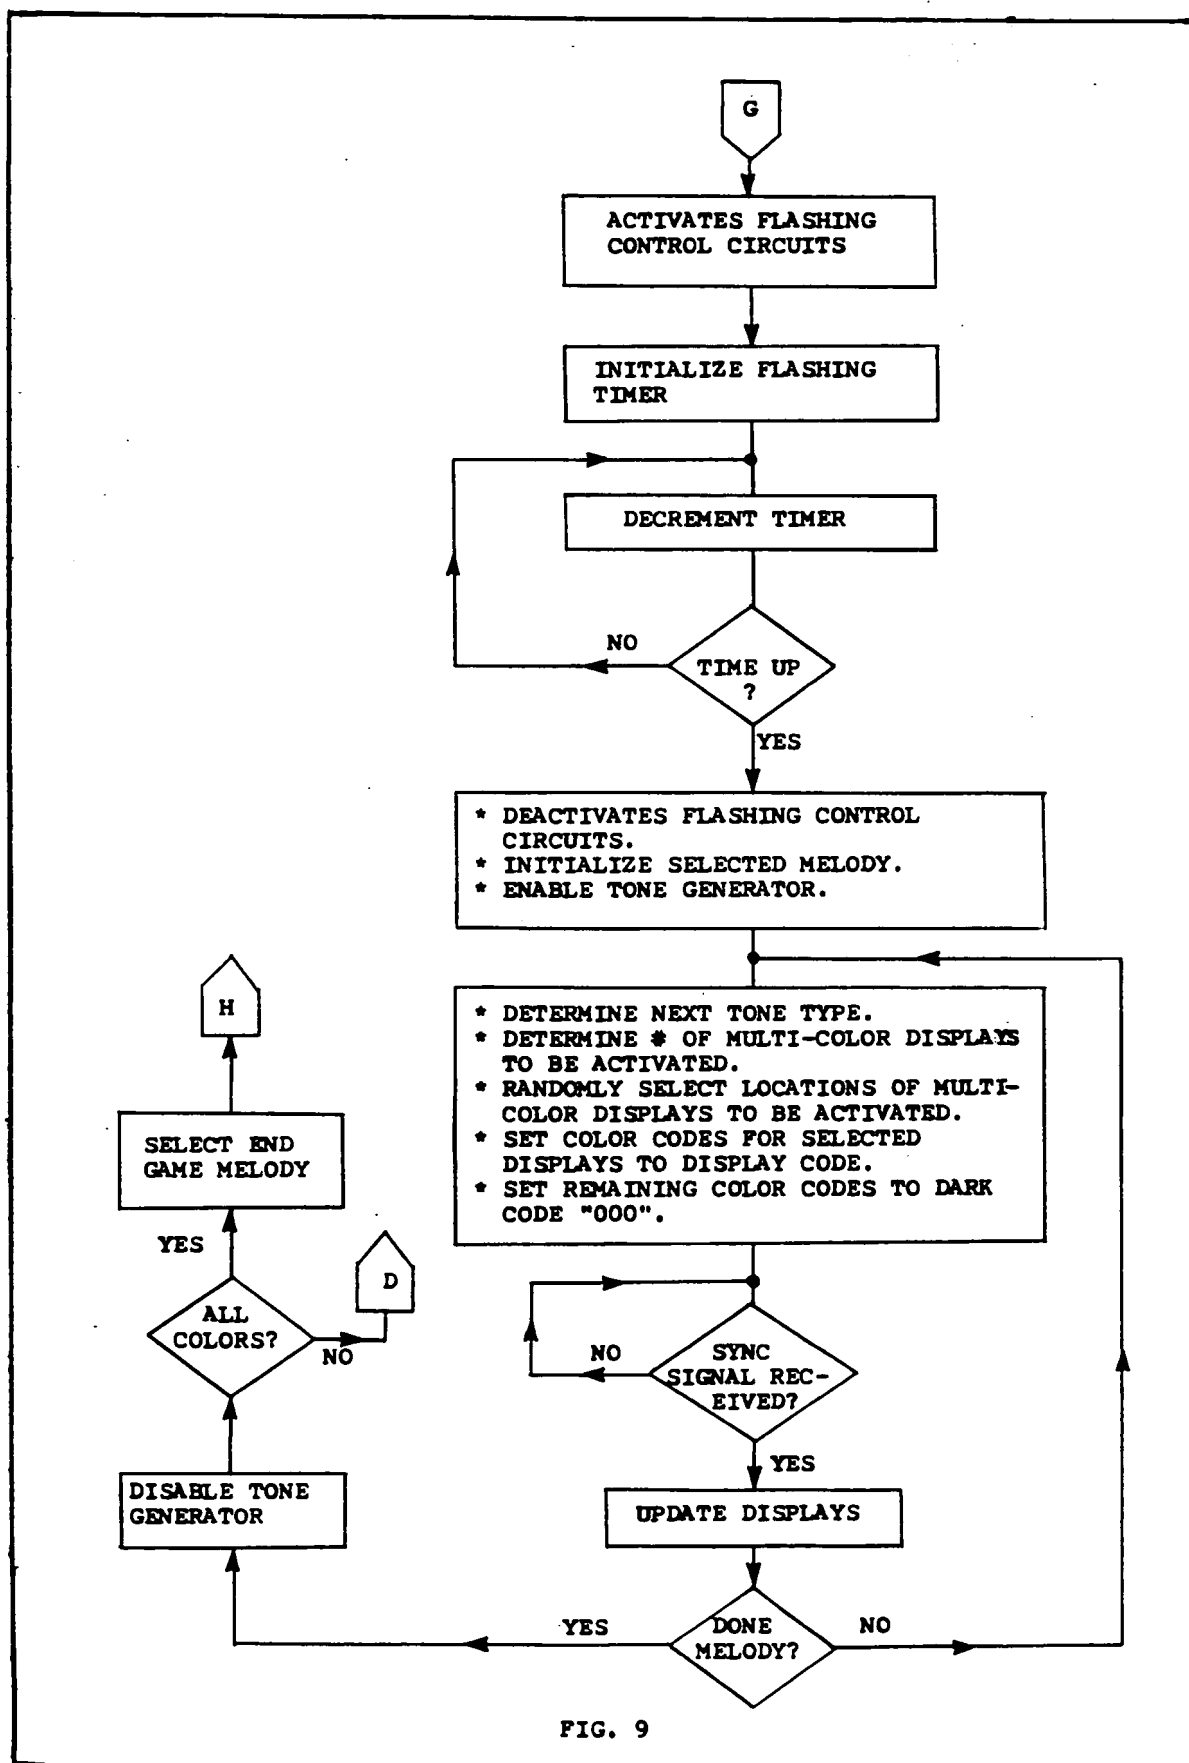 G
ACTIVATES FLASHING
CONTROL CIRCUITS
INITIALIZE FLASHING
TIMER
DECREMENT TIMER
NO
TIME UP
?
YES
* DEACTIVATES FLASHING CONTROL
CIRCUITS.
* INITIALIZE SELECTED MELODY.
* ENABLE TONE GENERATOR.
* DETERMINE NEXT TONE TYPE.
* DETERMINE # OF MULTI-COLOR DISPLAYS
TO BE ACTIVATED.
* RANDOMLY SELECT LOCATIONS OF MULTI-
COLOR DISPLAYS TO BE ACTIVATED.
* SET COLOR CODES FOR SELECTED
DISPLAYS TO DISPLAY CODE.
* SET REMAINING COLOR CODES TO DARK
CODE "000".
NO
SYNC
SIGNAL REC-
EIVED?
YES
UPDATE DISPLAYS
DONE
MELODY?
NO
YES
DISABLE TONE
GENERATOR
ALL
COLORS?
NO
D
YES
SELECT END
GAME MELODY
H
FIG. 9